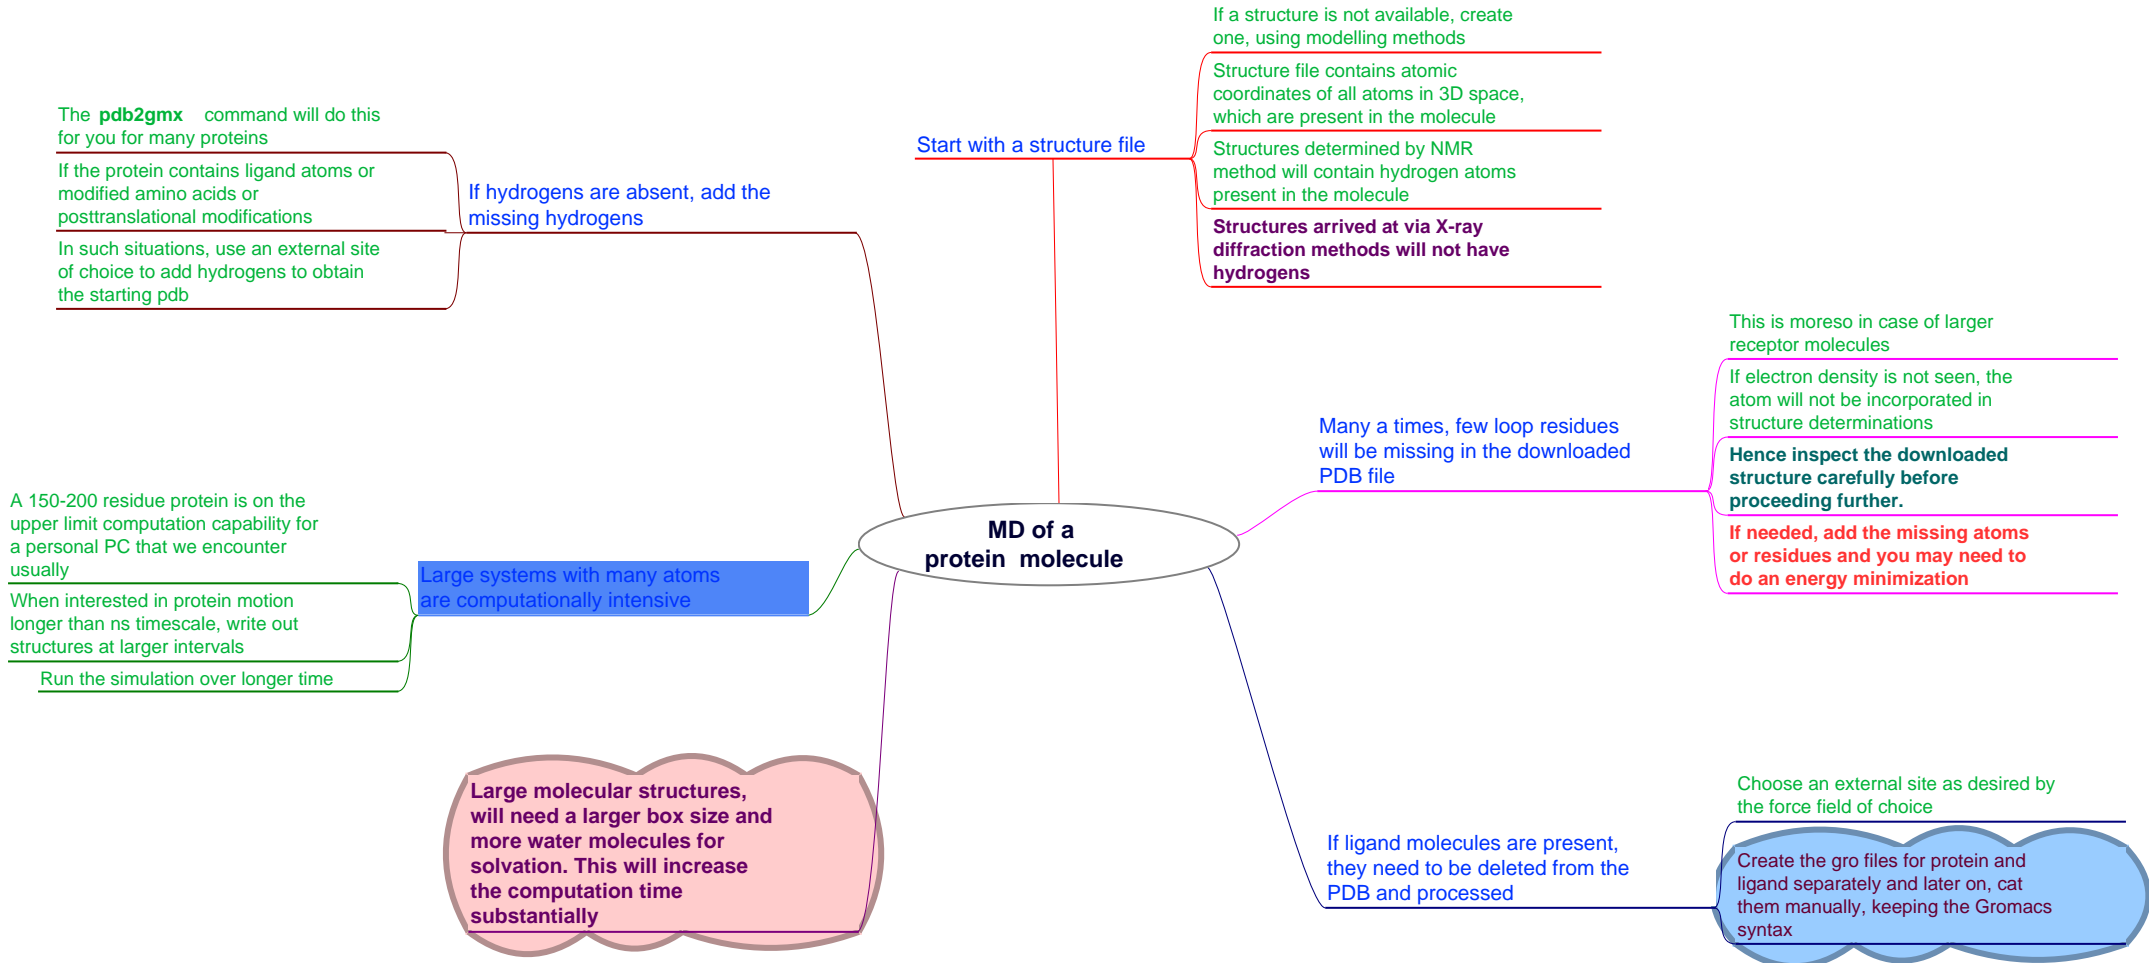 If a structure is not available, create
one, using modelling methods
Structure file contains atomic
coordinates of all atoms in 3D space,
which are present in the molecule
Start with a structure file
Structures determined by NMR
method will contain hydrogen atoms
present in the molecule
Structures arrived at via X-ray
diffraction methods will not have
hydrogens
The pdb2gmx command will do this
for you for many proteins
If the protein contains ligand atoms or
modified amino acids or
posttranslational modifications
In such situations, use an external site
of choice to add hydrogens to obtain
the starting pdb
If hydrogens are absent, add the
missing hydrogens
This is moreso in case of larger
receptor molecules
If electron density is not seen, the
atom will not be incorporated in
structure determinations
Hence inspect the downloaded
structure carefully before
proceeding further.
If needed, add the missing atoms
or residues and you may need to
do an energy minimization
Many a times, few loop residues
will be missing in the downloaded
PDB file
MD of a
protein molecule
A 150-200 residue protein is on the
upper limit computation capability for
a personal PC that we encounter
usually
When interested in protein motion
longer than ns timescale, write out
structures at larger intervals
Run the simulation over longer time
Large systems with many atoms
are computationally intensive
Large molecular structures,
will need a larger box size and
more water molecules for
solvation. This will increase
the computation time
substantially
If ligand molecules are present,
they need to be deleted from the
PDB and processed
Choose an external site as desired by
the force field of choice
Create the gro files for protein and
ligand separately and later on, cat
them manually, keeping the Gromacs
syntax